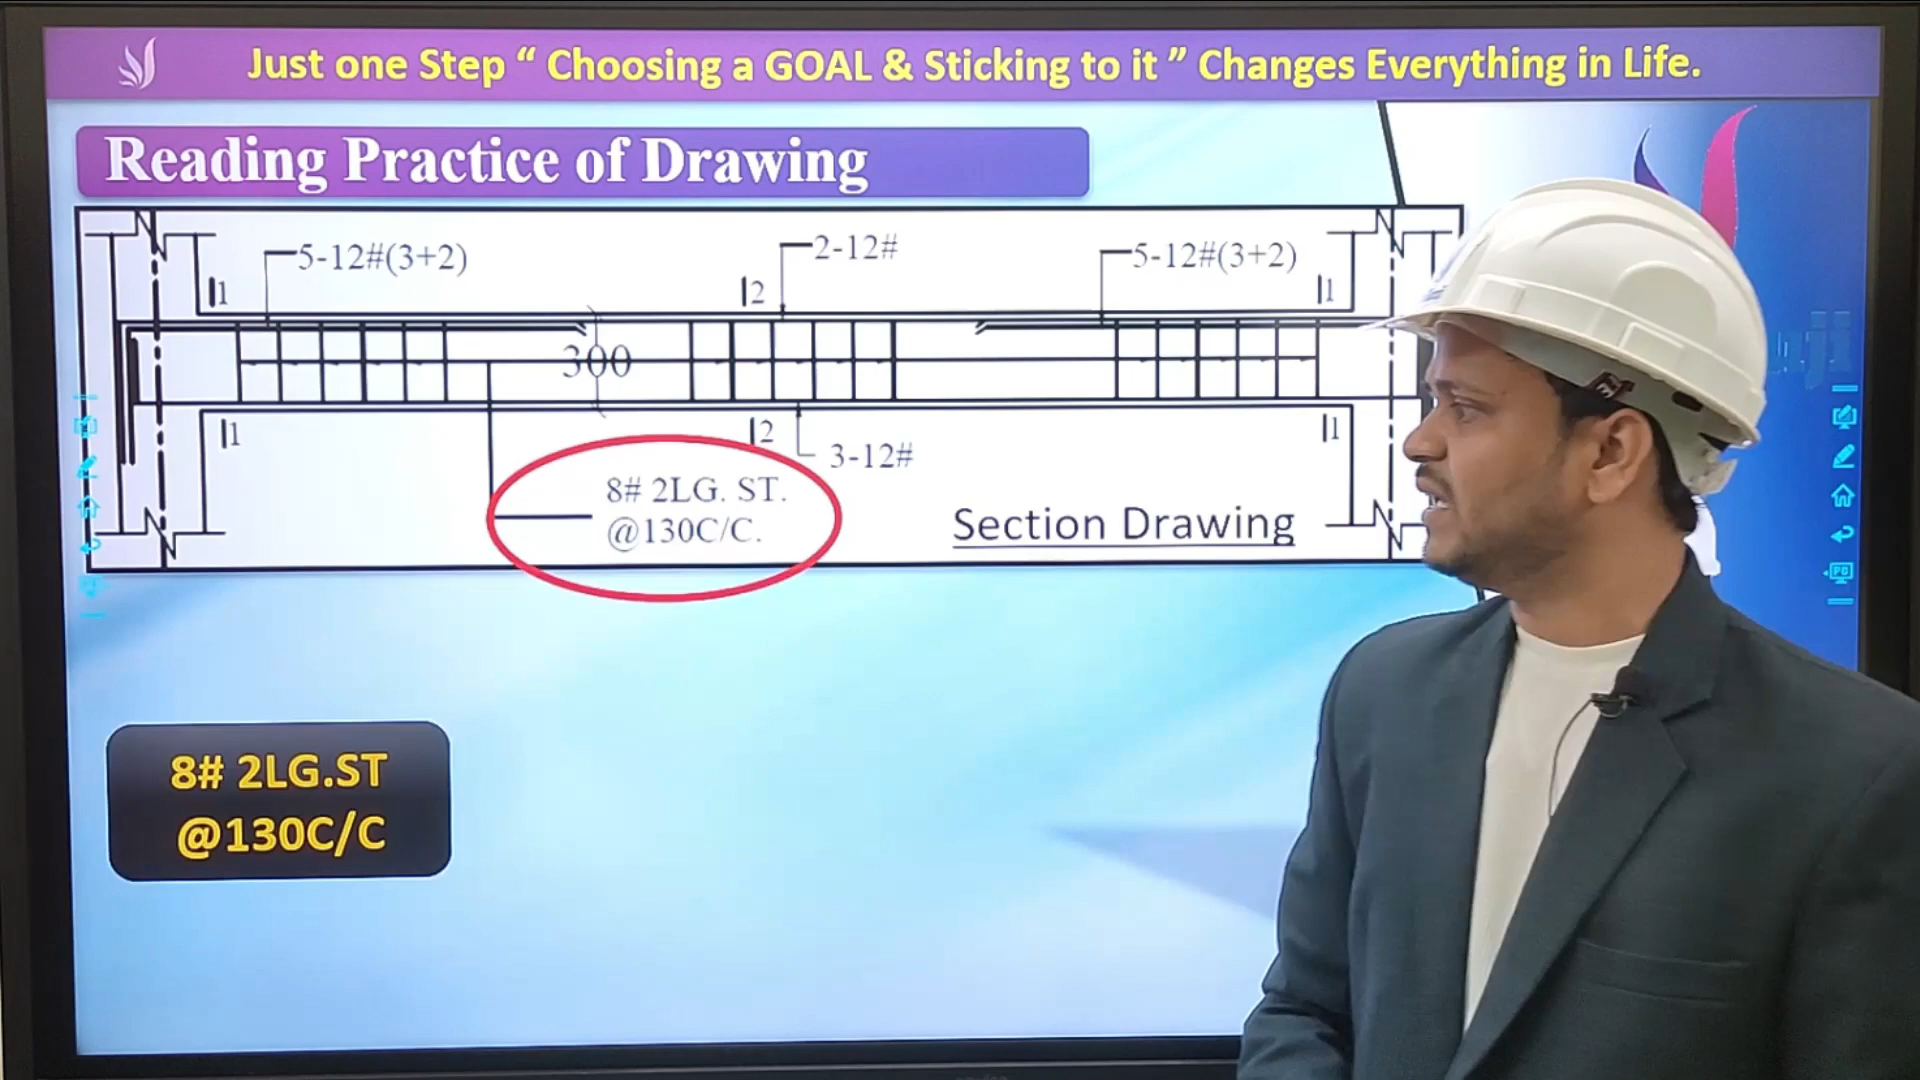 Just one Step “ Choosing a GOAL & Sticking to it ” Changes Everything in Life.
Reading Practice of Drawing
5-12#(3+2)
2-12#
5-12#(3+2)
1
2
1
300
1
2
1
3-12#
8# 2LG. ST.
@130C/C.
Section Drawing
8# 2LG.ST
@130C/C